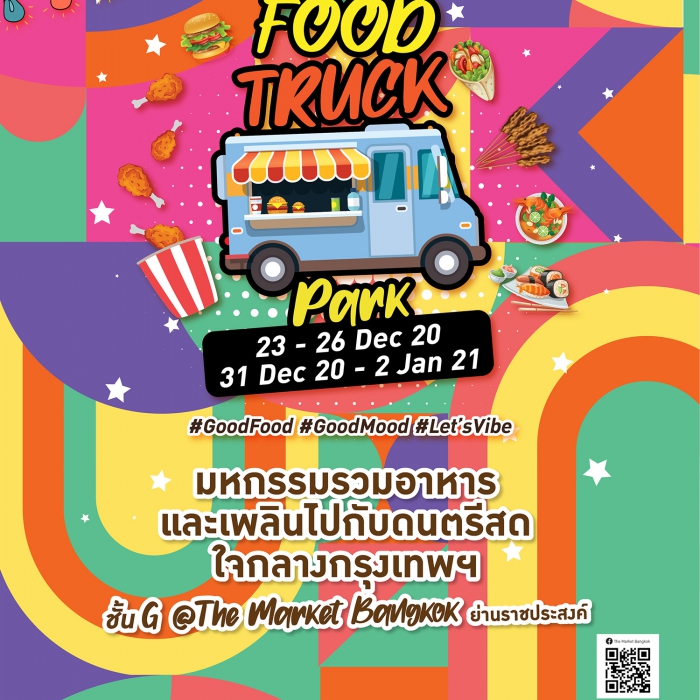 FOOD
TRUCK
Park
23 - 26 Dec 20
31 Dec 20 - 2 Jan 21
#GoodFood #GoodMood #Let'sVibe
มหกรรมรวมอาหาร
และเพลินไปกับดนตรีสด
ใจกลางกรุงเทพฯ
ชั้น G @The Market Bangkok ย่านราชประสงค์
The Market Bangkok